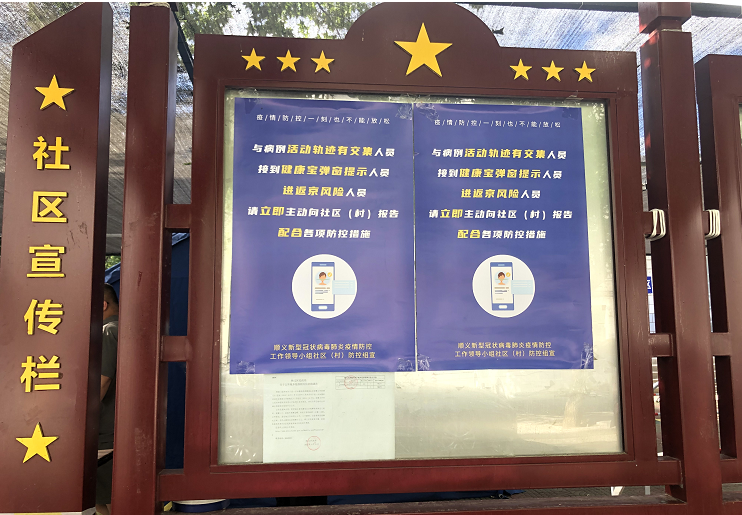 社区宣传栏
疫/情/防/控/一/刻/也/不/能/放/松
与病例活动轨迹有交集人员
接到健康宝弹窗提示人员
进返京风险人员
请立即主动向社区（村）报告
配合各项防控措施
顺义新型冠状病毒肺炎疫情防控
工作领导小组社区（村）防控组宣
疫/情/防/控/一/刻/也/不/能/放/松
与病例活动轨迹有交集人员
接到健康宝弹窗提示人员
进返京风险人员
请立即主动向社区（村）报告
配合各项防控措施
顺义新型冠状病毒肺炎疫情防控
工作领导小组社区（村）防控组宣